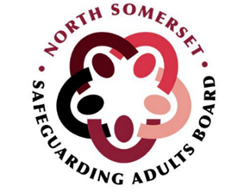 NORTH SOMERSET
• SAFEGUARDING ADULTS BOARD •